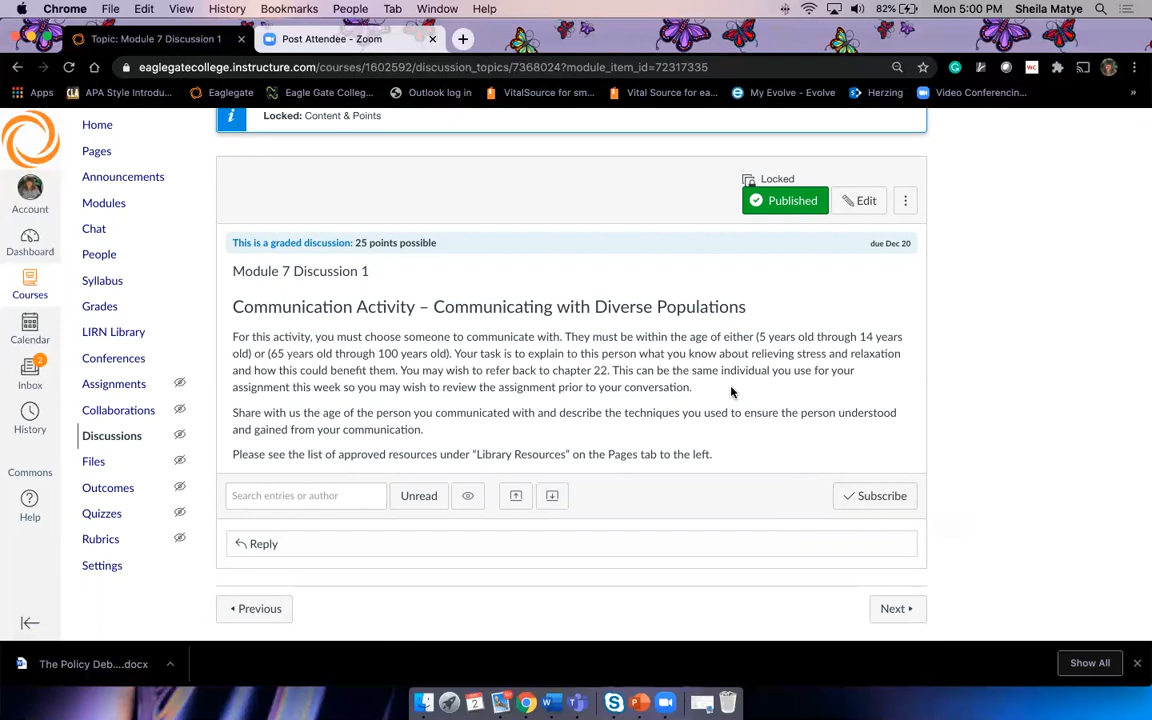 Chrome File Edit View History Bookmarks People Tab Window Help 82% Mon 5:00 PM Sheila Matye
Topic: Module 7 Discussion 1 Post Attendee - Zoom
eaglegatecollege.instructure.com/courses/1602592/discussion_topics/7368024?module_item_id=72317335
Apps APA Style Introdu... Eaglegate Eagle Gate Colleg... Outlook log in VitalSource for sm... Vital Source for ea... My Evolve - Evolve Herzing Video Conferencin... »
Locked: Content & Points
Home
Pages
Announcements
Modules
Chat
People
Syllabus
Grades
LIRN Library
Conferences
Assignments
Collaborations
Discussions
Files
Outcomes
Quizzes
Rubrics
Settings
Account
Dashboard
Courses
Calendar
2
Inbox
History
Commons
Help
Locked
Published Edit
This is a graded discussion: 25 points possible due Dec 20
Module 7 Discussion 1
Communication Activity – Communicating with Diverse Populations
For this activity, you must choose someone to communicate with. They must be within the age of either (5 years old through 14 years
old) or (65 years old through 100 years old). Your task is to explain to this person what you know about relieving stress and relaxation
and how this could benefit them. You may wish to refer back to chapter 22. This can be the same individual you use for your
assignment this week so you may wish to review the assignment prior to your conversation.
Share with us the age of the person you communicated with and describe the techniques you used to ensure the person understood
and gained from your communication.
Please see the list of approved resources under “Library Resources” on the Pages tab to the left.
Search entries or author Unread Subscribe
Reply
Previous Next
The Policy Deb....docx Show All